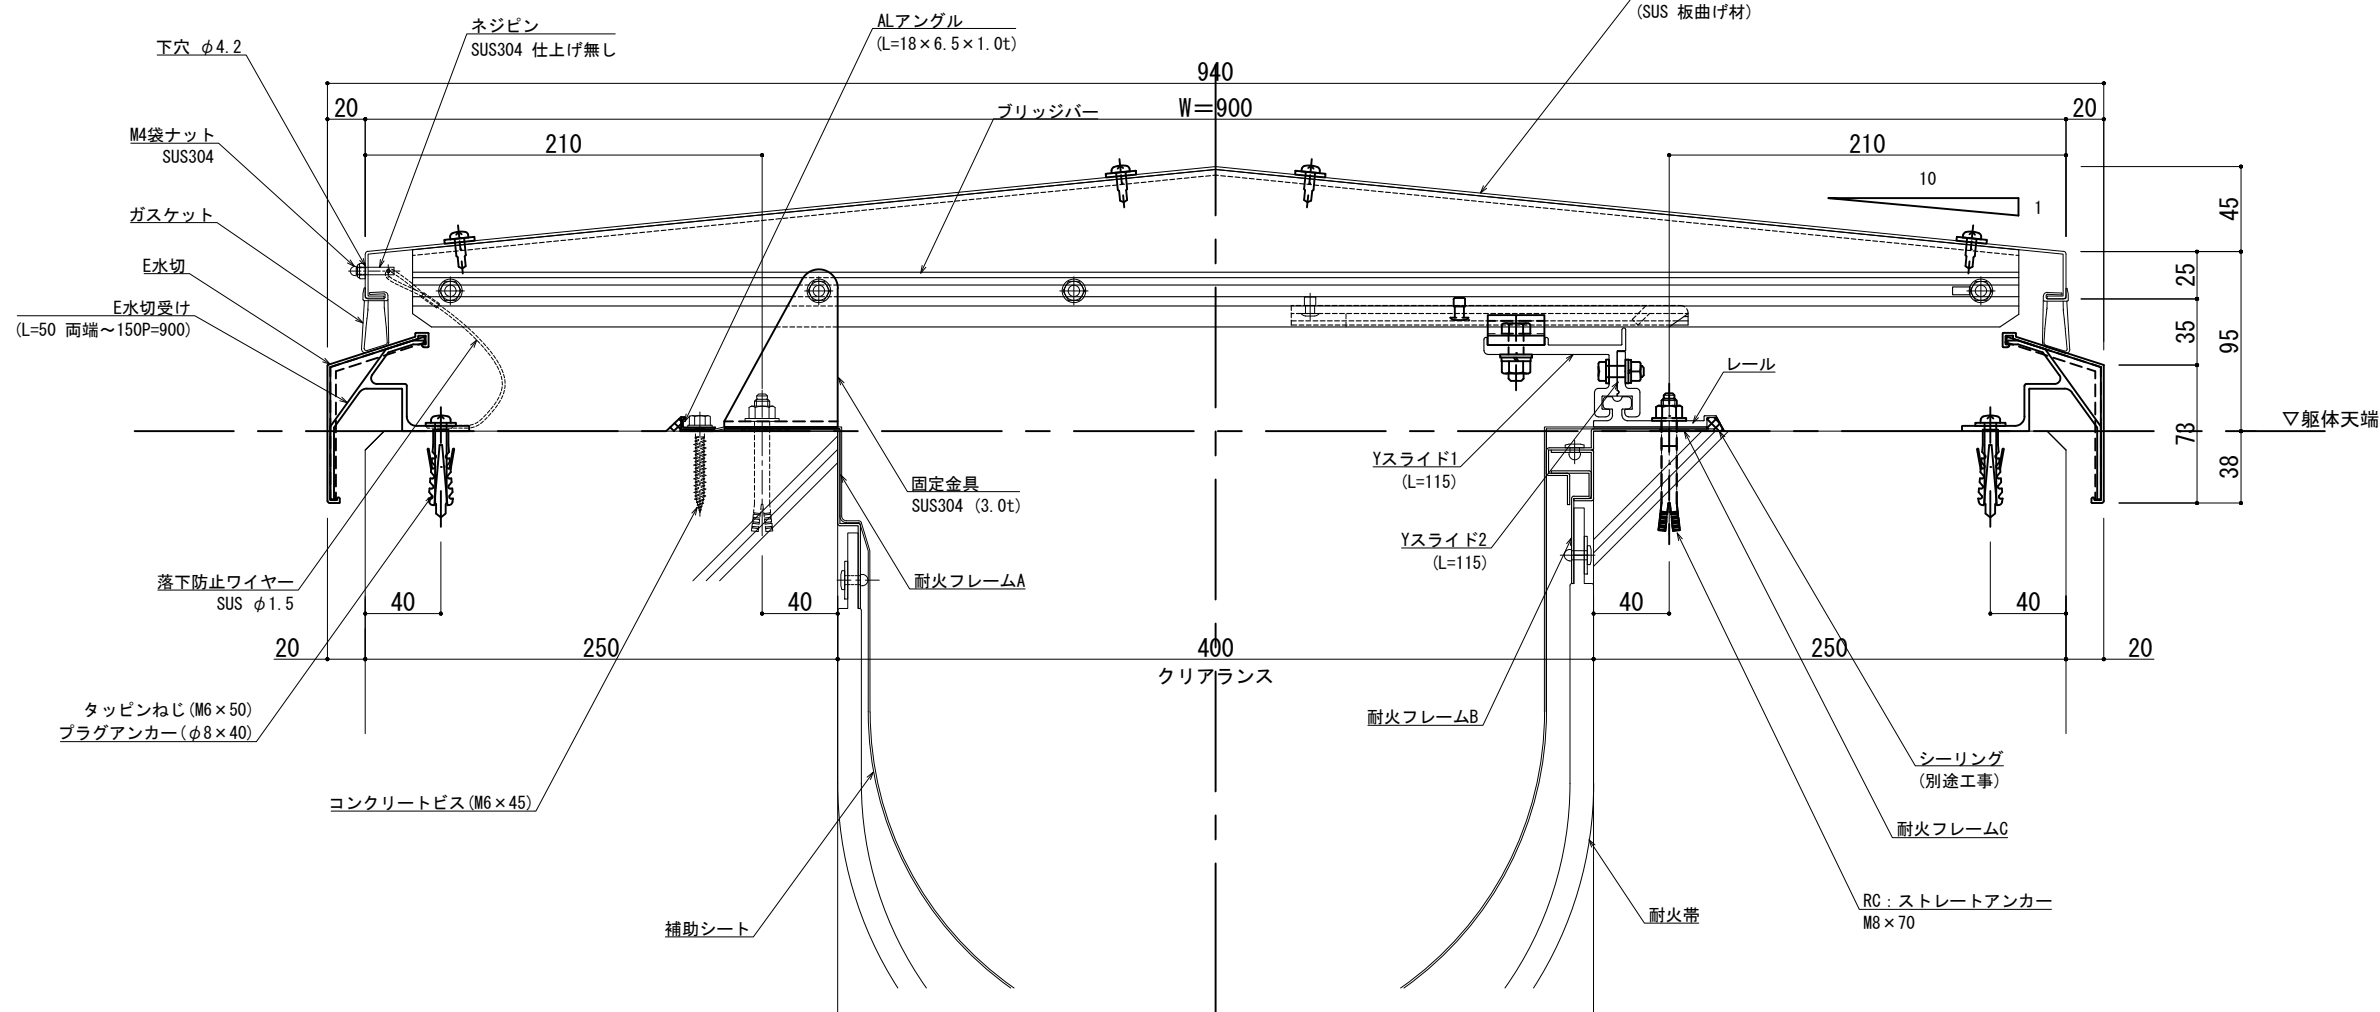 (SUS 板曲げ材)
ALアングル
(L=18×6.5×1.0t)
ネジピン
SUS304 仕上げ無し
下穴 φ4.2
940
20
W=900
20
ブリッジバー
M4袋ナット
SUS304
210
210
10
1
45
ガスケット
E水切
25
E水切受け
(L=50 両端～150P=900)
35
95
レール
▽躯体天端
73
38
Yスライド1
(L=115)
固定金具
SUS304 (3.0t)
Yスライド2
(L=115)
落下防止ワイヤー
SUS φ1.5
耐火フレームA
40
40
40
40
20
250
400
250
20
クリアランス
タッピンねじ(M6×50)
プラグアンカー(φ8×40)
耐火フレームB
シーリング
(別途工事)
コンクリートビス(M6×45)
耐火フレームC
RC：ストレートアンカー
M8×70
補助シート
耐火帯